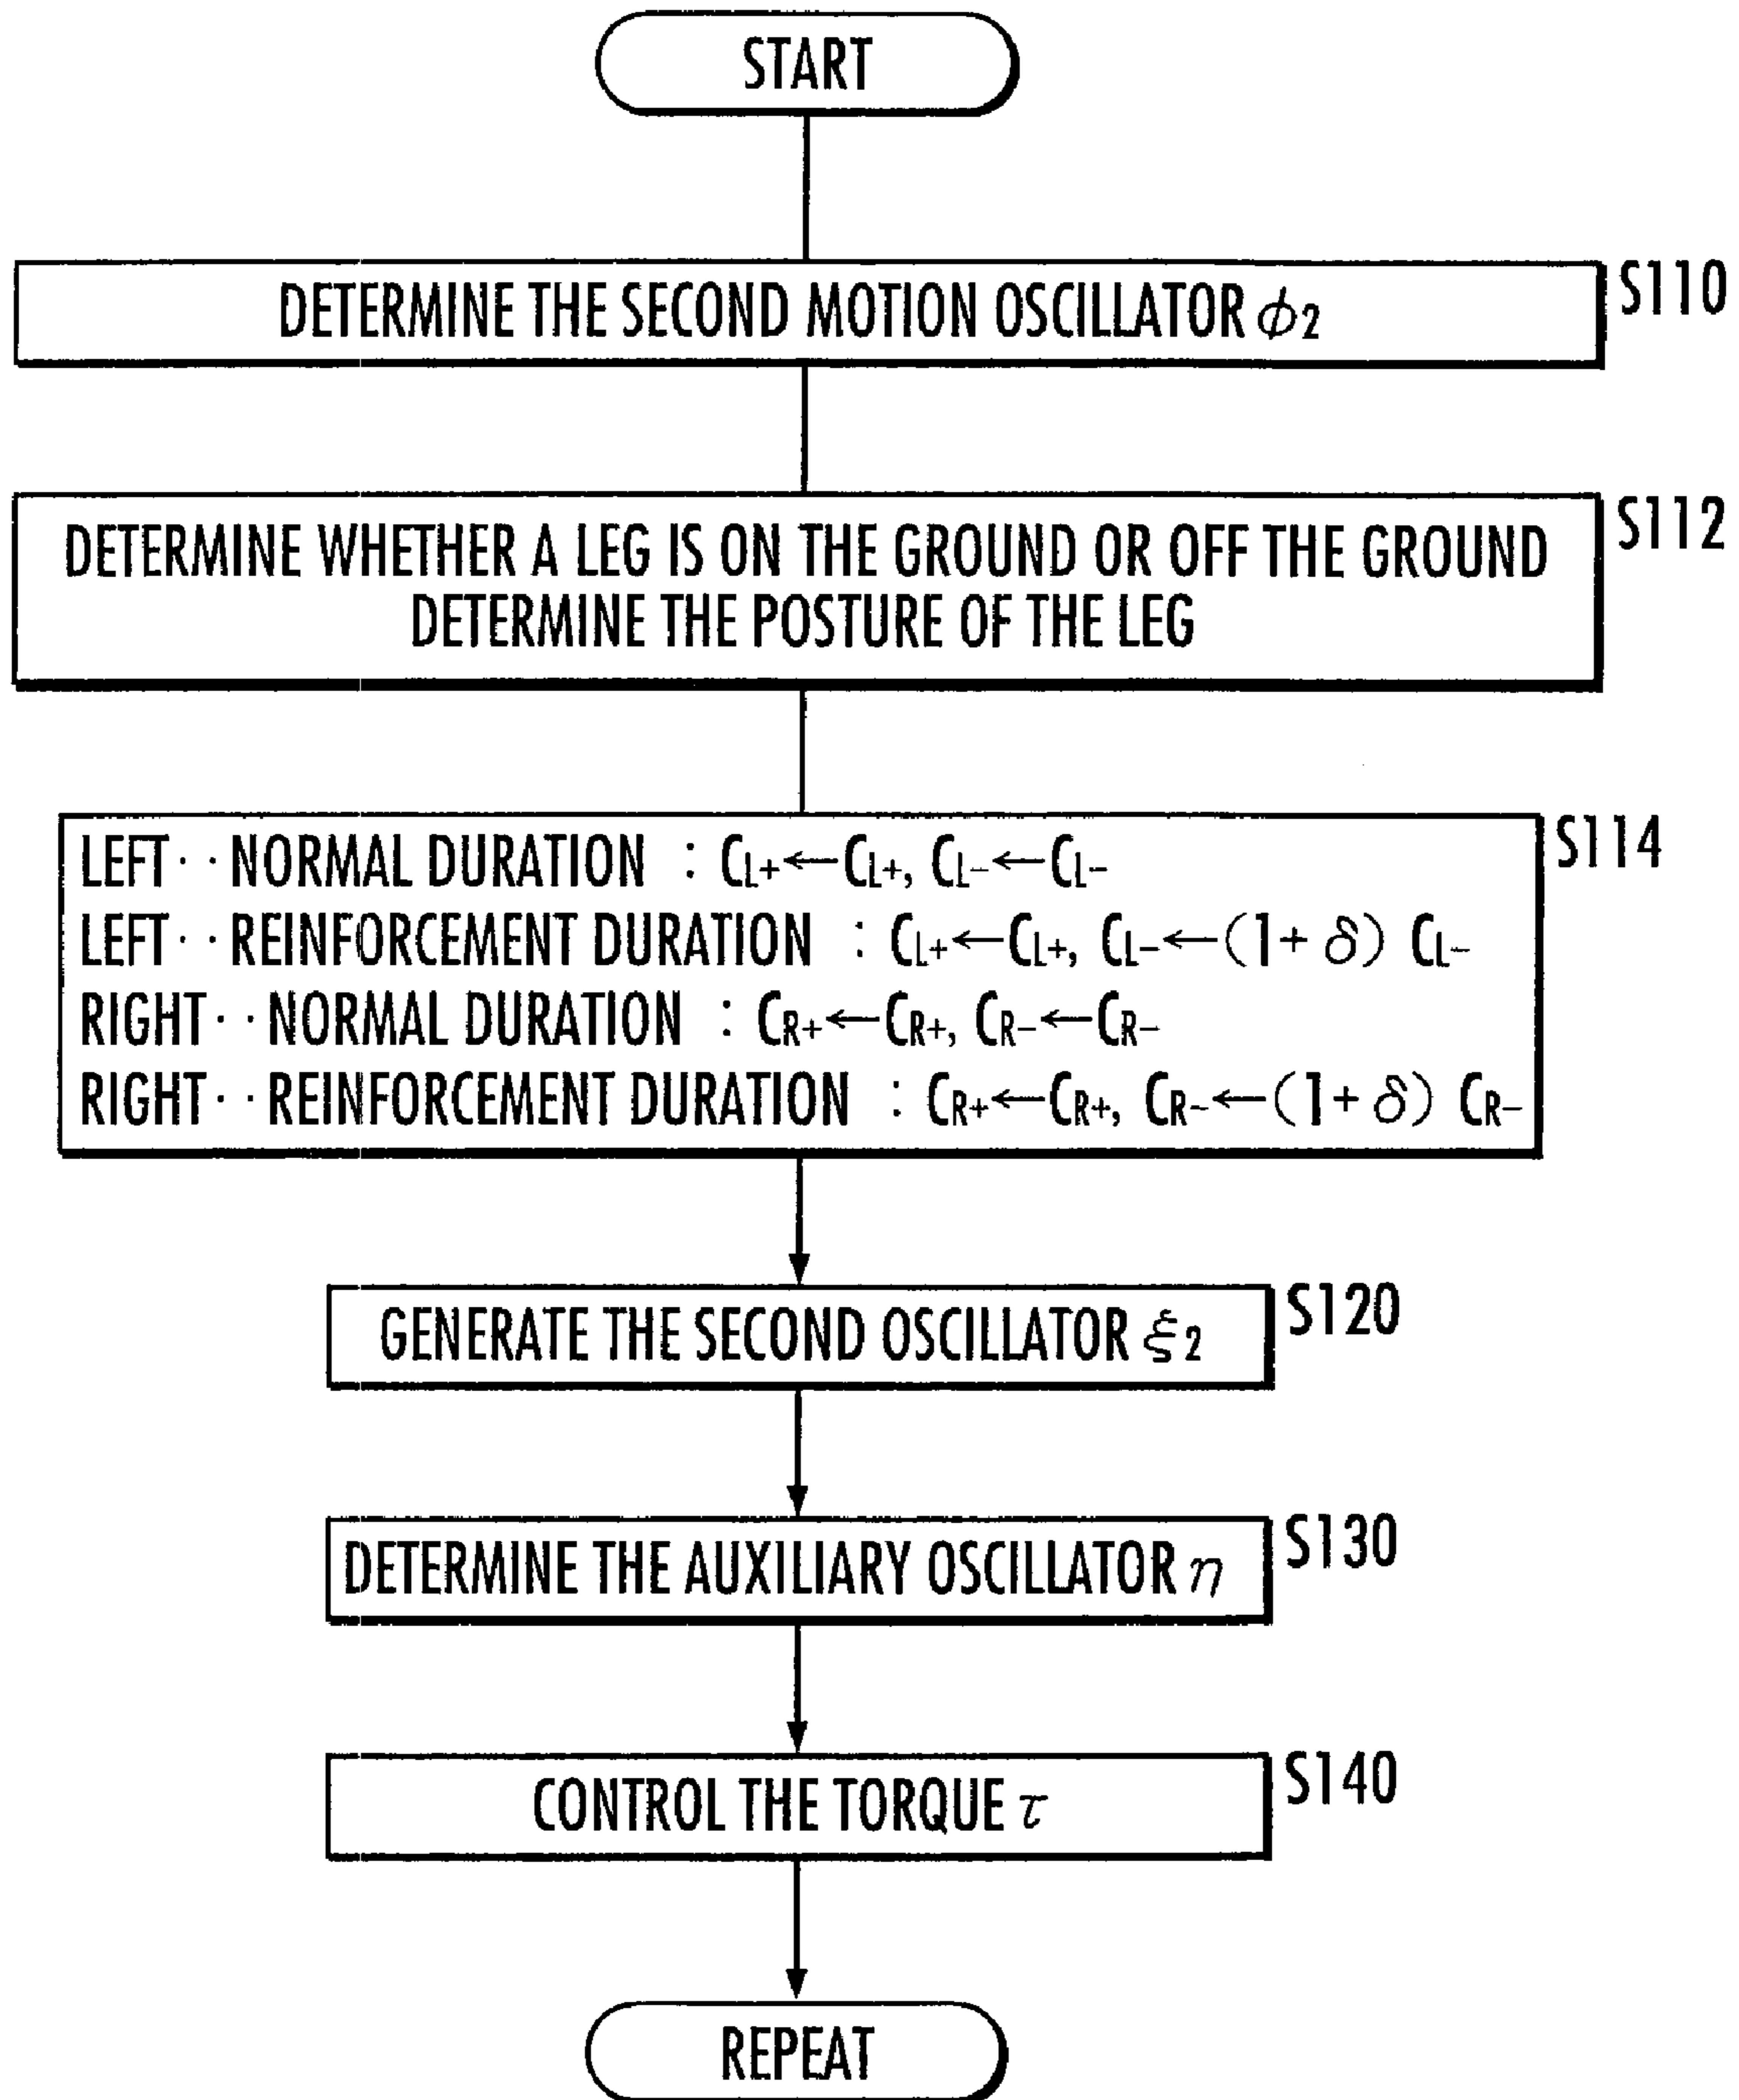 START
DETERMINE THE SECOND MOTION OSCILLATOR ϕ2
S110
DETERMINE WHETHER A LEG IS ON THE GROUND OR OFF THE GROUND
DETERMINE THE POSTURE OF THE LEG
S112
LEFT··NORMAL DURATION : CL+←CL+, CL-←CL-
LEFT··REINFORCEMENT DURATION : CL+←CL+, CL-←(1+δ) CL-
RIGHT··NORMAL DURATION : CR+←CR+, CR-←CR-
RIGHT··REINFORCEMENT DURATION : CR+←CR+, CR-←(1+δ) CR-
S114
GENERATE THE SECOND OSCILLATOR ξ2
S120
DETERMINE THE AUXILIARY OSCILLATOR η
S130
CONTROL THE TORQUE τ
S140
REPEAT